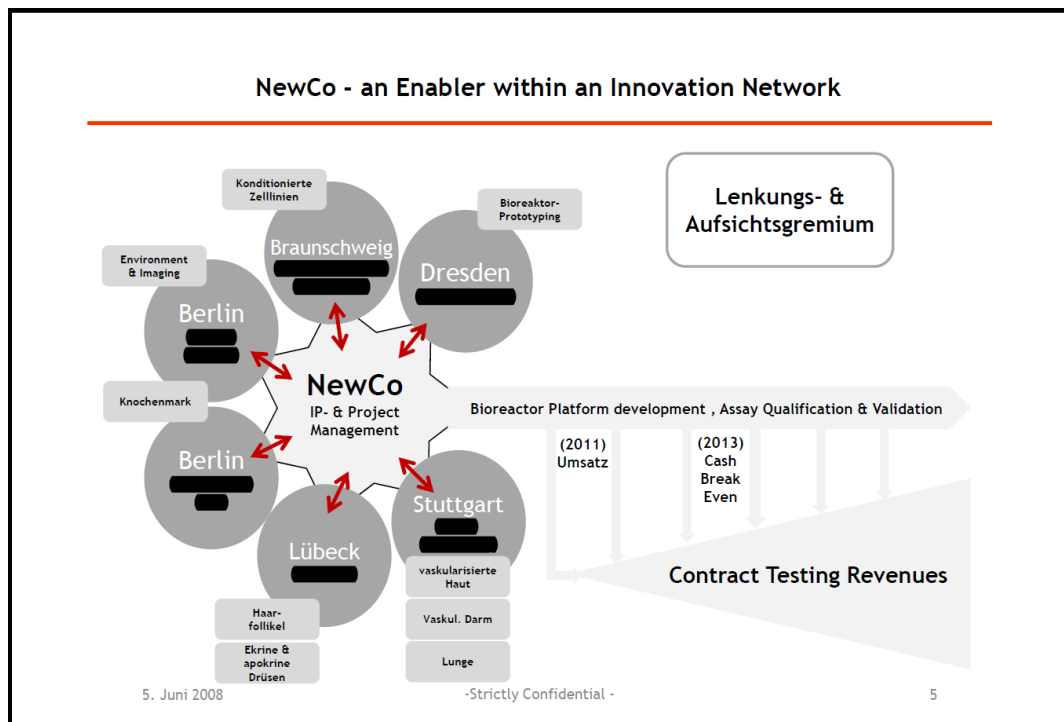 NewCo - an Enabler within an Innovation Network
Lenkungs- &
Aufsichtsgremium
Konditionierte
Zelllinien
Braunschweig
Bioreaktor-
Prototyping
Dresden
Environment
& Imaging
Berlin
Knochenmark
Berlin
NewCo
IP- & Project
Management
Lübeck
Haar-
follikel
Ekrine &
apokrine
Drüsen
Stuttgart
vaskularisierte
Haut
Vaskul. Darm
Lunge
Bioreactor Platform development , Assay Qualification & Validation
(2011)
Umsatz
(2013)
Cash
Break
Even
Contract Testing Revenues
5. Juni 2008
-Strictly Confidential -
5